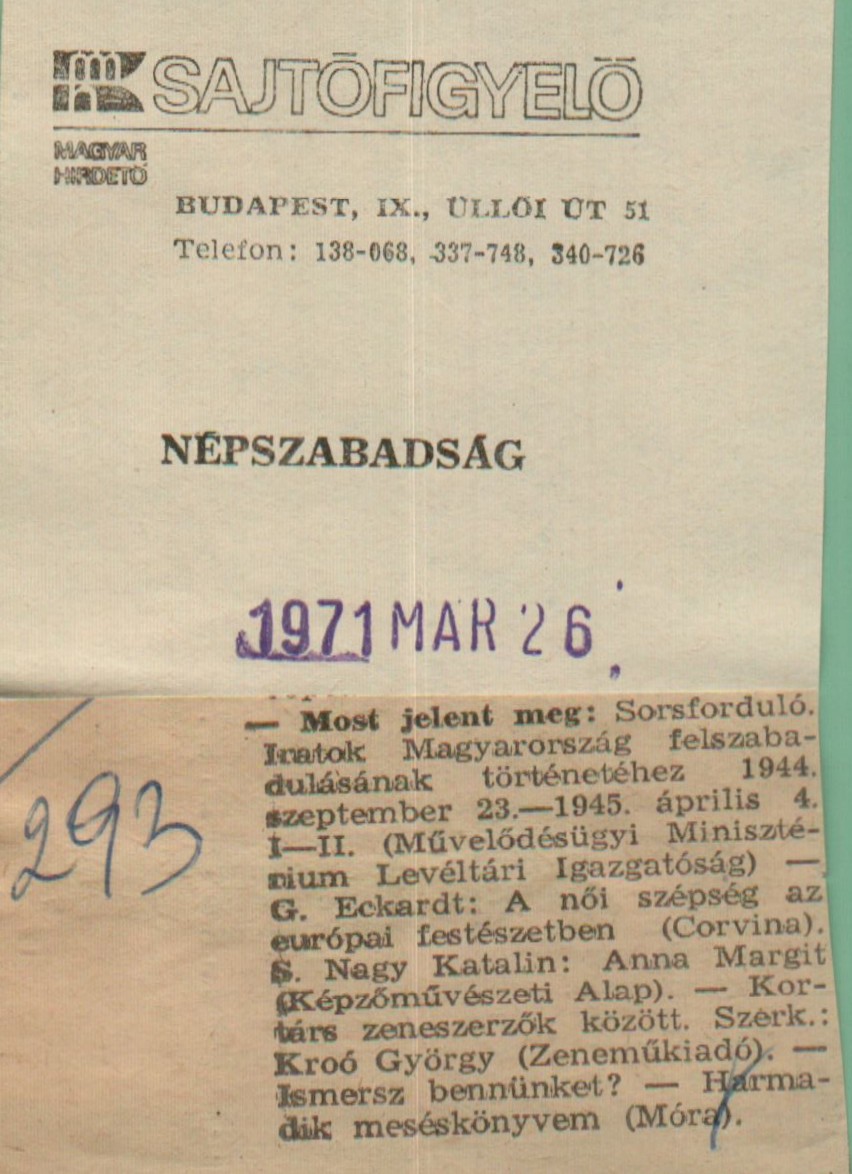 SAJTÓFIGYELŐ
MAGYAR
HIRDETŐ
BUDAPEST, IX., ÜLLŐI ÚT 51
Telefon: 138-068, 337-748, 340-726
NÉPSZABADSÁG
1971 MAR 26
— Most jelent meg: Sorsforduló.
Iratok Magyarország felszaba-
dulásának történetéhez 1944.
szeptember 23.—1945. április 4.
I—II. (Művelődésügyi Miniszté-
rium Levéltári Igazgatóság) —
G. Eckardt: A női szépség az
európai festészetben (Corvina).
S. Nagy Katalin: Anna Margit
(Képzőművészeti Alap). — Kor-
társ zeneszerzők között. Szerk.:
Kroó György (Zeneműkiadó). —
Ismersz bennünket? — Harma-
dik meséskönyvem (Móra).
293